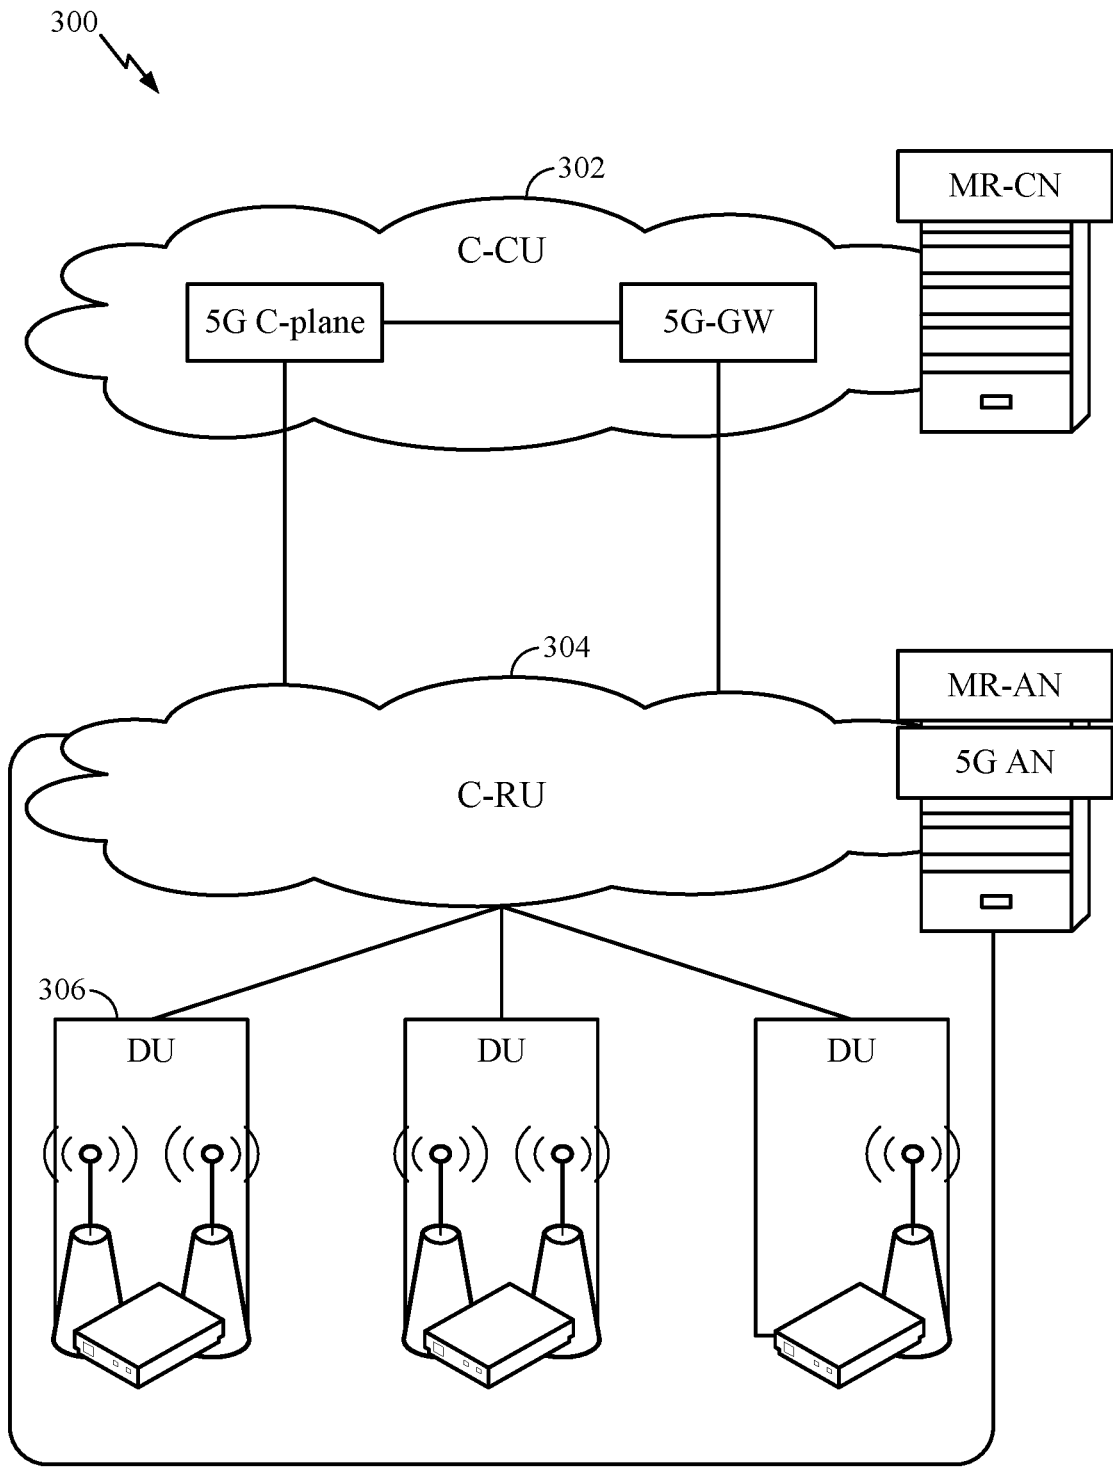 300
302
MR-CN
C-CU
5G C-plane
5G-GW
304
MR-AN
5G AN
C-RU
306
DU
DU
DU